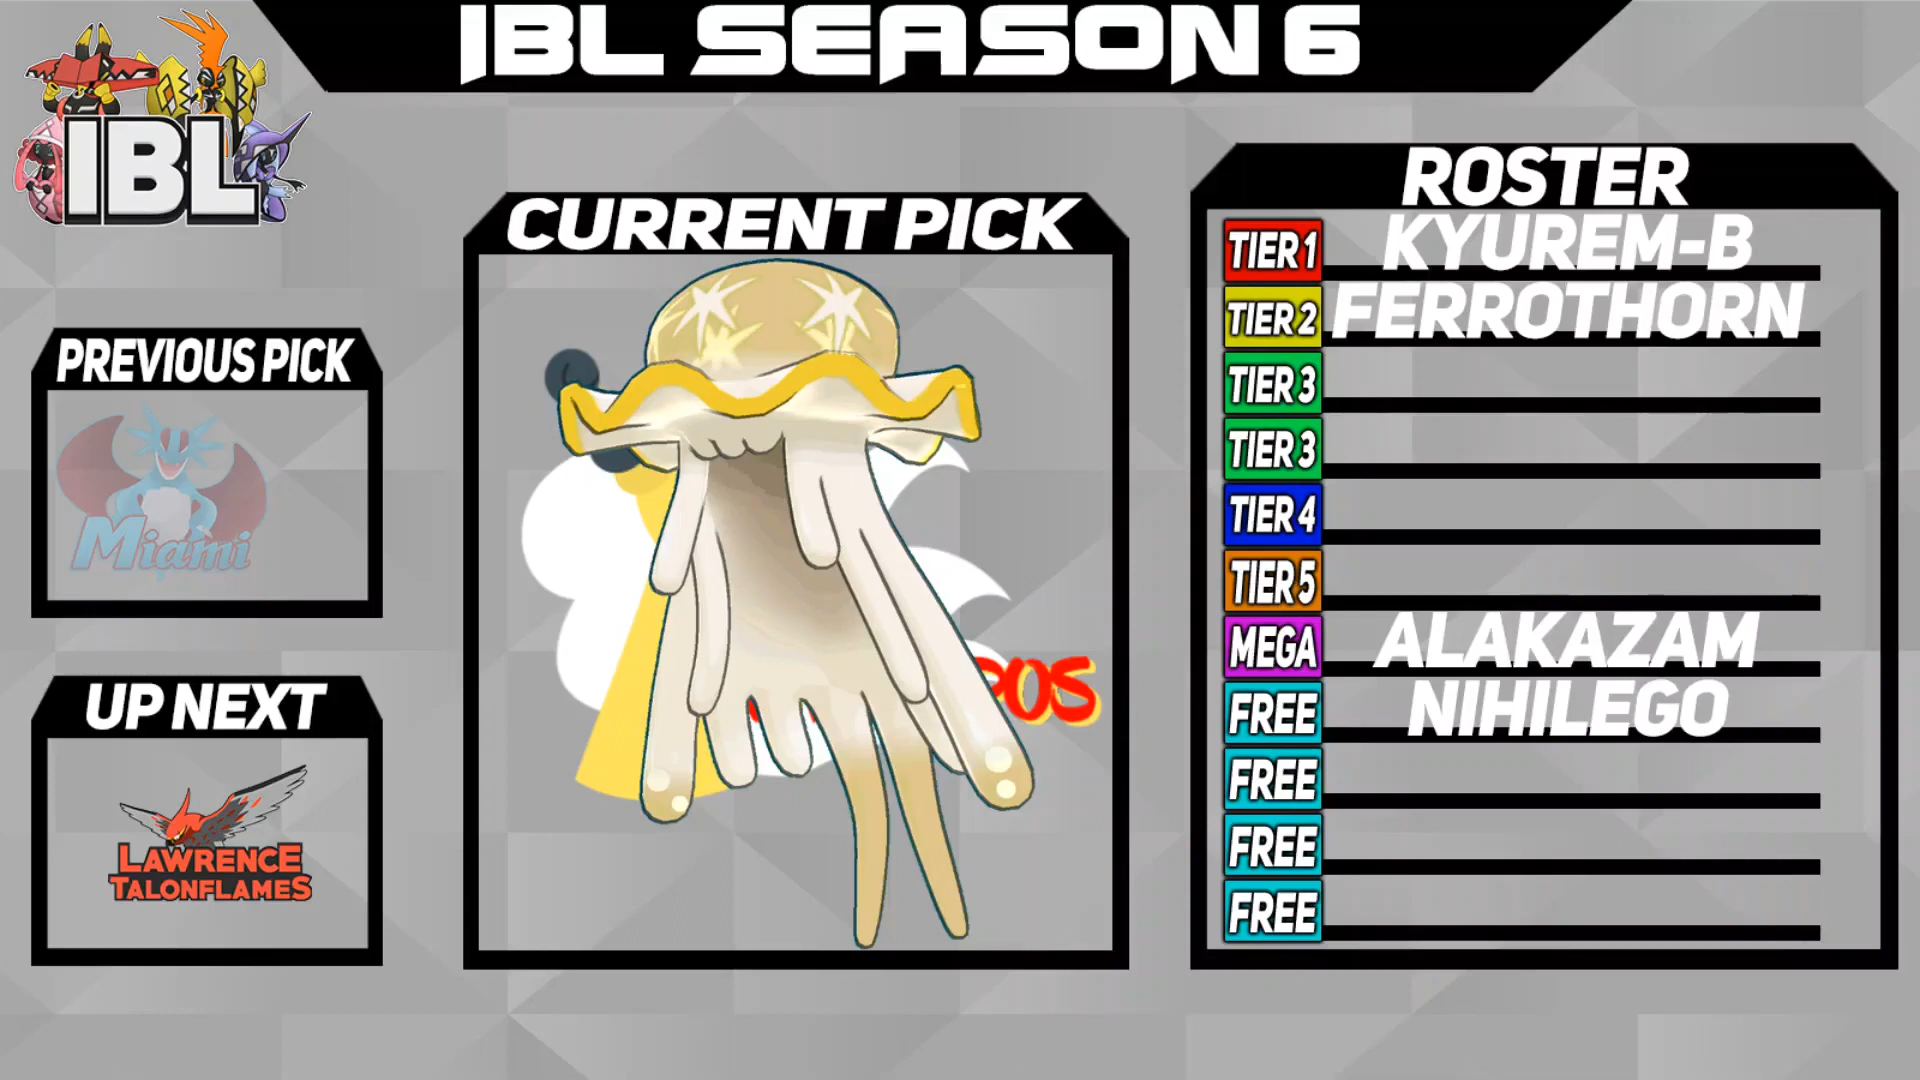 IBL SEASON 6
IBL
CURRENT PICK
PREVIOUS PICK
Miami
UP NEXT
LAWRENCE
TALONFLAMES
ROSTER
TIER 1 KYUREM-B
TIER 2 FERROTHORN
TIER 3
TIER 3
TIER 4
TIER 5
MEGA ALAKAZAM
FREE NIHILEGO
FREE
FREE
FREE